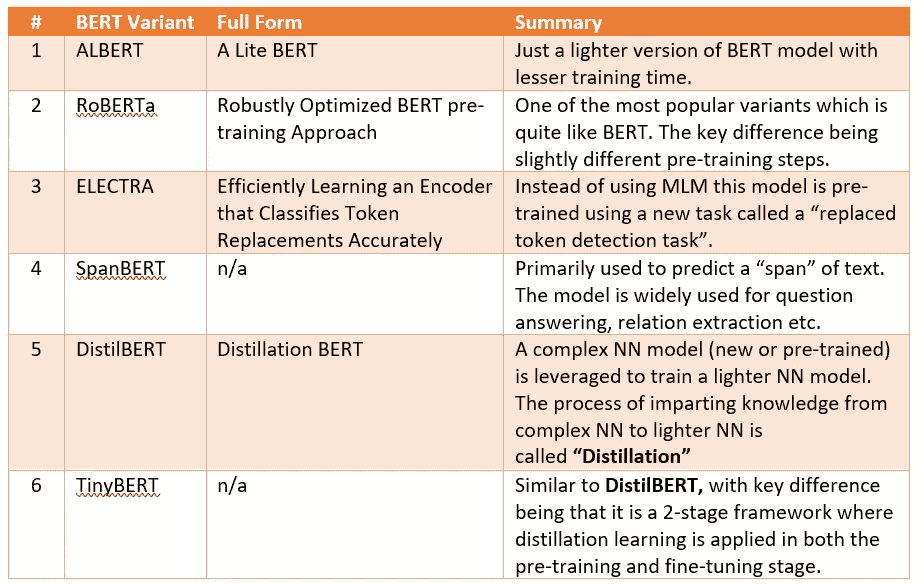 # BERT Variant Full Form Summary
1 ALBERT A Lite BERT Just a lighter version of BERT model with
lesser training time.
2 RoBERTa Robustly Optimized BERT pre-
training Approach
One of the most popular variants which is
quite like BERT. The key difference being
slightly different pre-training steps.
3 ELECTRA Efficiently Learning an Encoder
that Classifies Token
Replacements Accurately
Instead of using MLM this model is pre-
trained using a new task called a “replaced
token detection task”.
4 SpanBERT n/a Primarily used to predict a “span” of text.
The model is widely used for question
answering, relation extraction etc.
5 DistilBERT Distillation BERT A complex NN model (new or pre-trained)
is leveraged to train a lighter NN model.
The process of imparting knowledge from
complex NN to lighter NN is
called “Distillation”
6 TinyBERT n/a Similar to DistilBERT, with key difference
being that it is a 2-stage framework where
distillation learning is applied in both the
pre-training and fine-tuning stage.